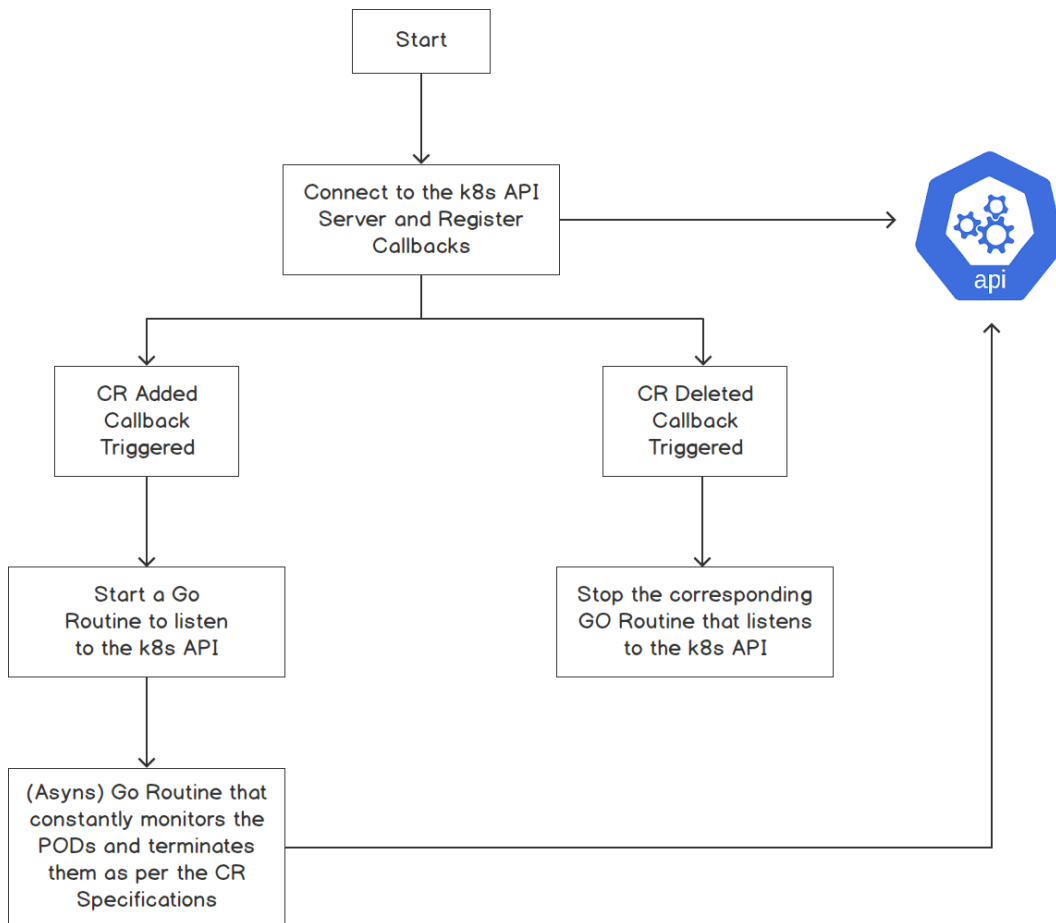 Start
Connect to the k8s API
Server and Register
Callbacks
api
CR Added
Callback
Triggered
CR Deleted
Callback
Triggered
Start a Go
Routine to listen
to the k8s API
Stop the corresponding
GO Routine that listens
to the k8s API
(Asyns) Go Routine that
constantly monitors the
PODs and terminates
them as per the CR
Specifications